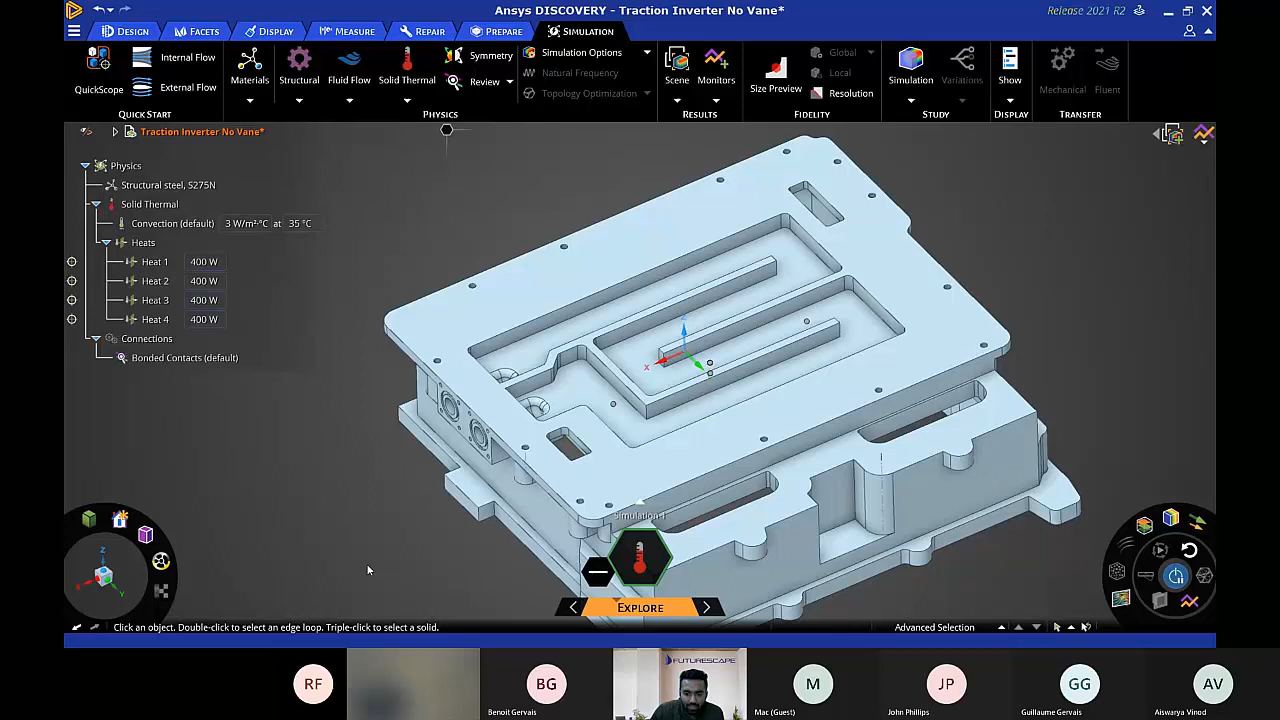 Ansys DISCOVERY - Traction Inverter No Vane*
Release 2021 R2
DESIGN
FACETS
DISPLAY
MEASURE
REPAIR
PREPARE
SIMULATION
QuickScope
Internal Flow
External Flow
QUICK START
Materials
Structural
Fluid Flow
Solid Thermal
Symmetry
Review
Simulation Options
Natural Frequency
Topology Optimization
PHYSICS
Scene
Monitors
RESULTS
Size Preview
Global
Local
Resolution
FIDELITY
Simulation
Variations
STUDY
Show
DISPLAY
Mechanical
Fluent
TRANSFER
Traction Inverter No Vane*
Physics
Structural steel, S275N
Solid Thermal
Convection (default) 3 W/m²·°C at 35 °C
Heats
Heat 1 400 W
Heat 2 400 W
Heat 3 400 W
Heat 4 400 W
Connections
Bonded Contacts (default)
Z
X
Simulation 1
EXPLORE
Z
X
Y
Click an object. Double-click to select an edge loop. Triple-click to select a solid.
Advanced Selection
RF
BG
Benoit Gervais
FUTURESCAPE
M
Mac (Guest)
JP
John Phillips
GG
Guillaume Gervais
AV
Aiswarya Vinod